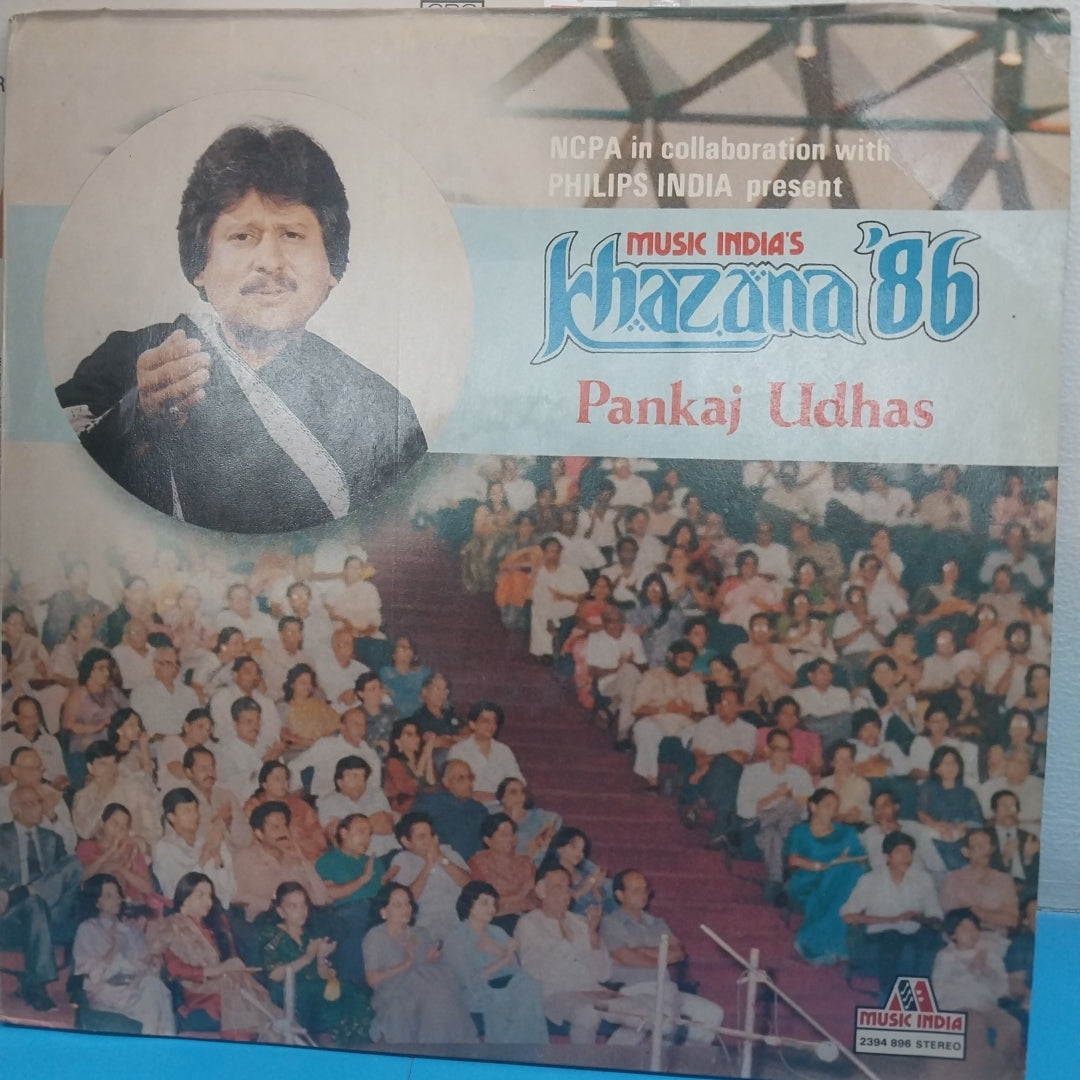 NCPA in collaboration with
PHILIPS INDIA present
MUSIC INDIA'S
khazana '86
Pankaj Udhas
MUSIC INDIA
2394 896 STEREO